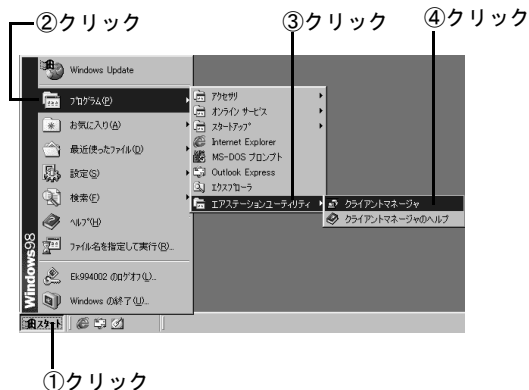 ②クリック
③クリック
④クリック
Windows Update
プログラム(P)
お気に入り(A)
最近使ったファイル(D)
設定(S)
検索(F)
ヘルプ(H)
ファイル名を指定して実行(R)...
Ek994002 のログオフ(L)...
Windows の終了(U)...
Windows98
アクセサリ
オンライン サービス
スタートアップ
Internet Explorer
MS-DOS プロンプト
Outlook Express
エクスプローラ
エアステーションユーティリティ
クライアントマネージャ
クライアントマネージャのヘルプ
スタート
①クリック